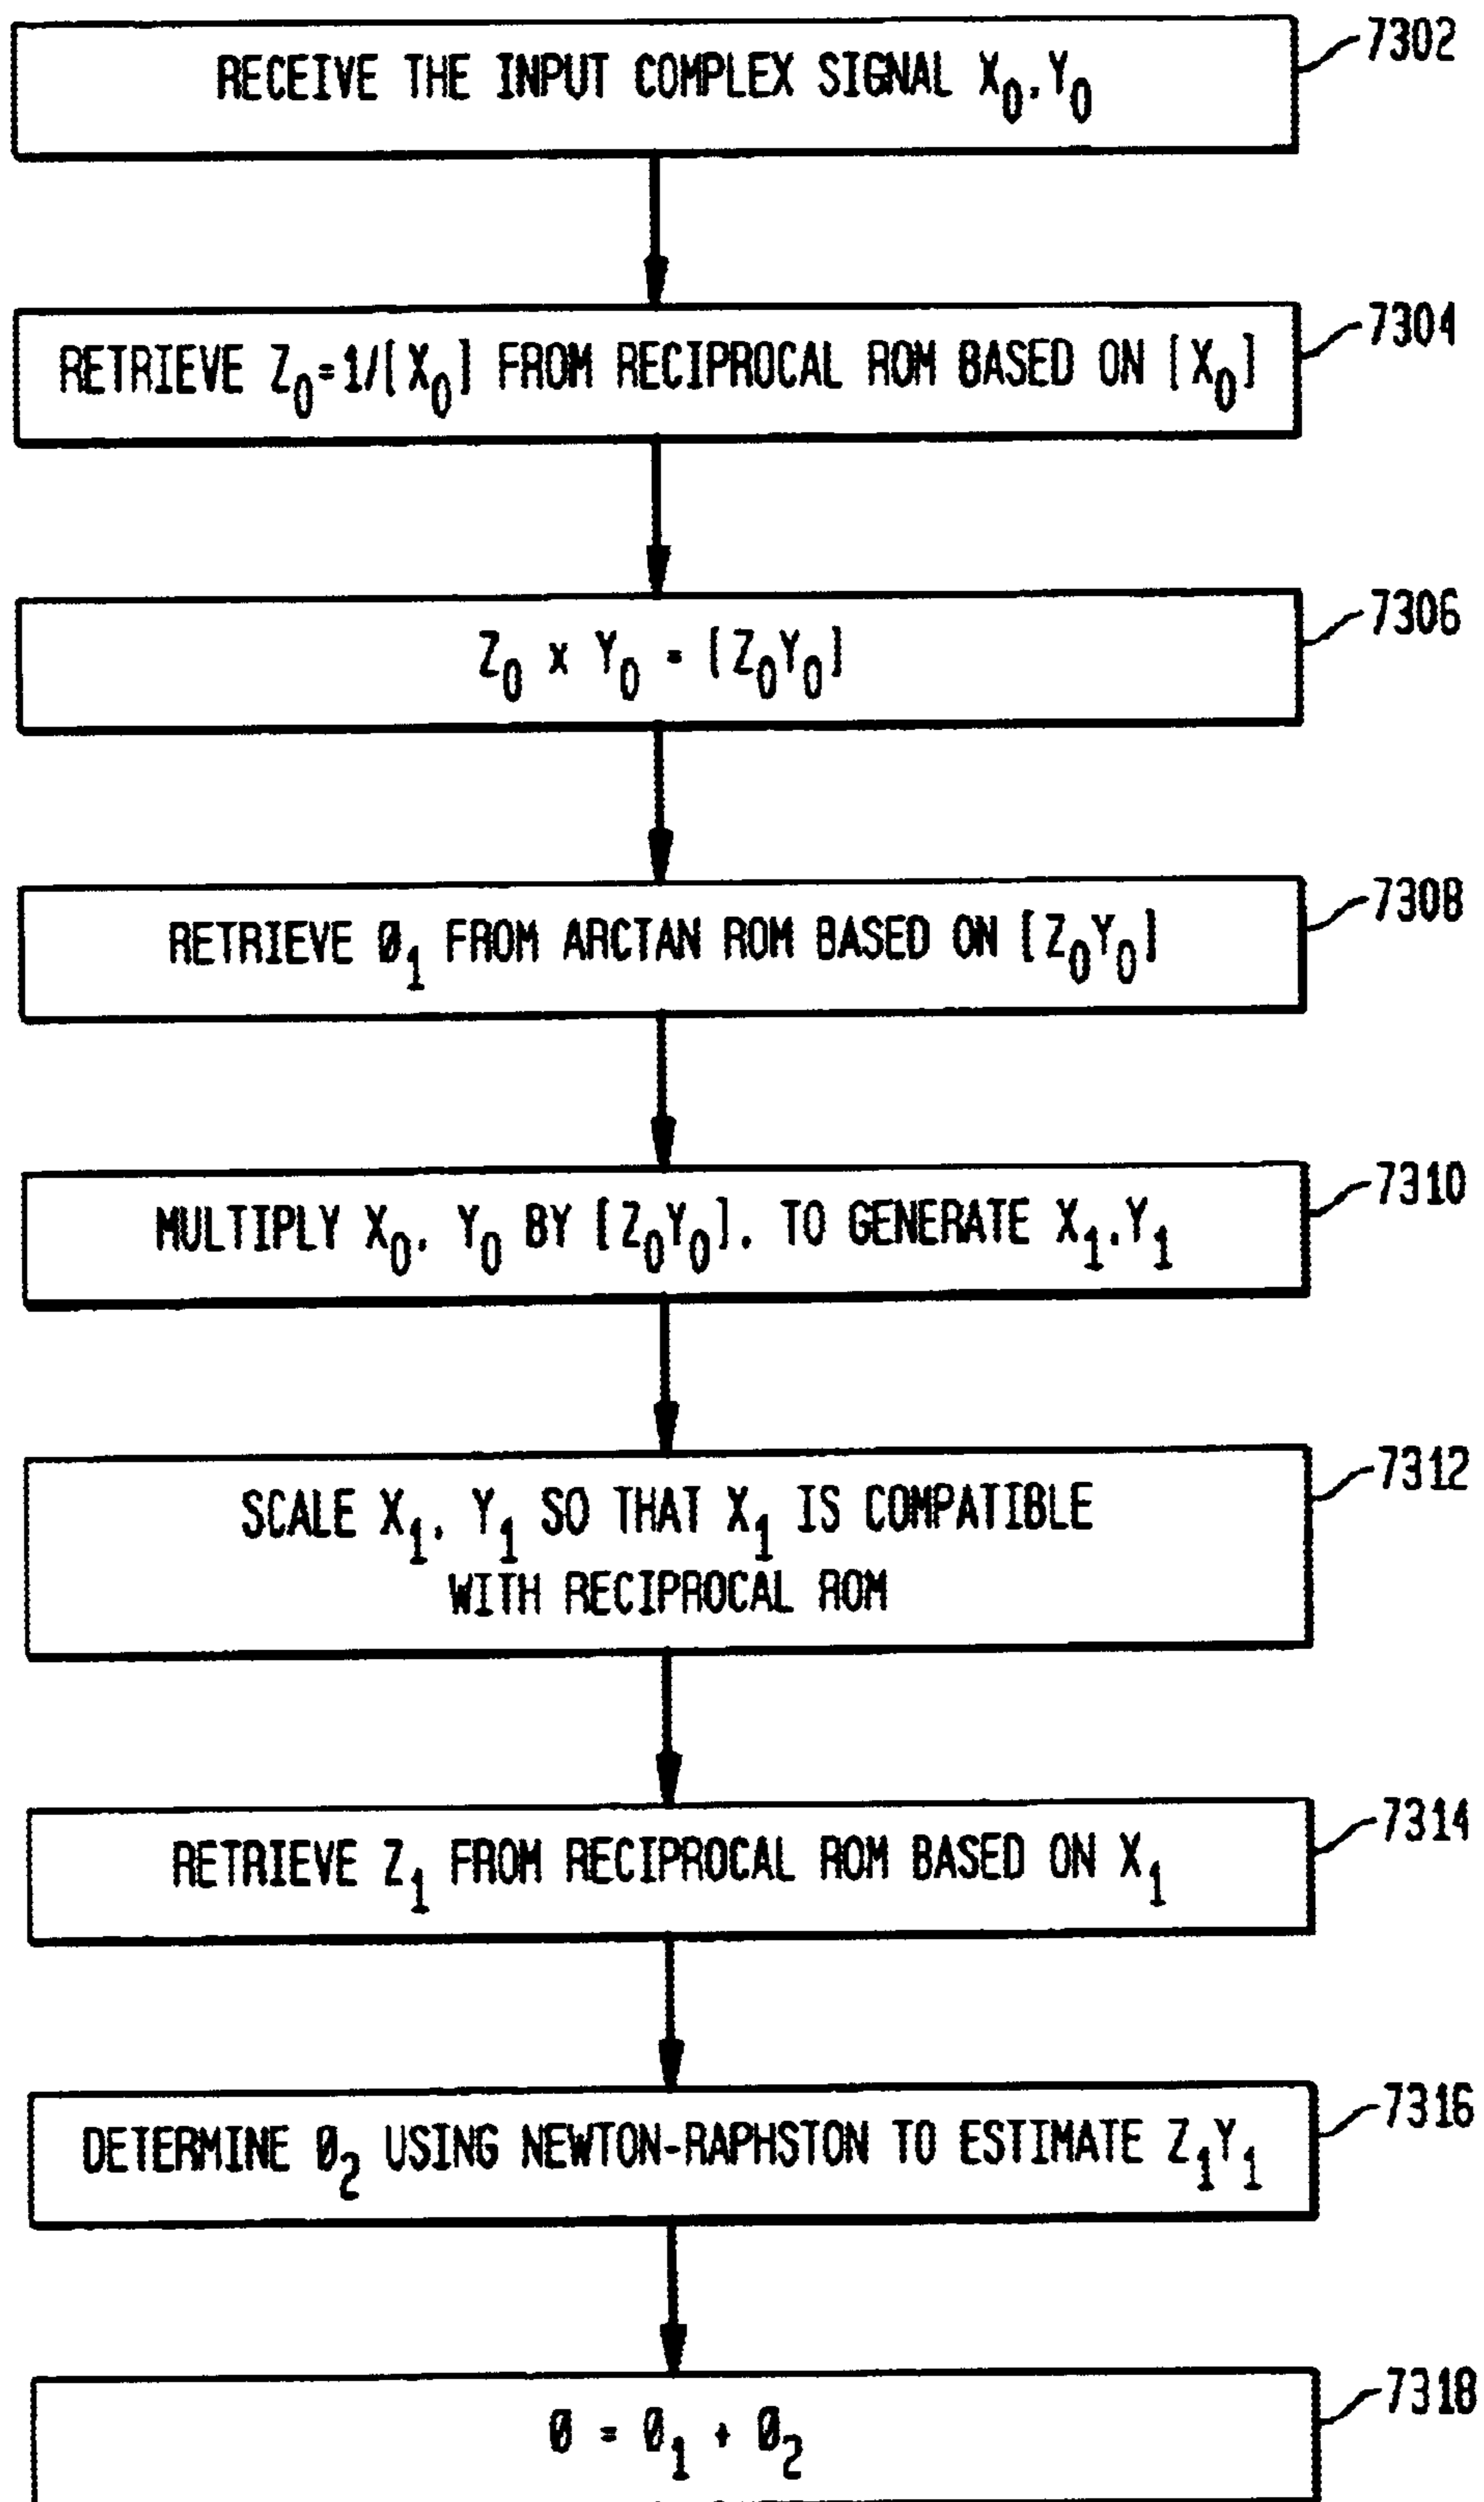 RECEIVE THE INPUT COMPLEX SIGNAL X₀, Y₀
7302
RETRIEVE Z₀=1/[X₀] FROM RECIPROCAL ROM BASED ON [X₀]
7304
Z₀ x Y₀ = [Z₀Y₀]
7306
RETRIEVE Ø₁ FROM ARCTAN ROM BASED ON [Z₀Y₀]
7308
MULTIPLY X₀, Y₀ BY [Z₀Y₀], TO GENERATE X₁,Y₁
7310
SCALE X₁, Y₁ SO THAT X₁ IS COMPATIBLE
WITH RECIPROCAL ROM
7312
RETRIEVE Z₁ FROM RECIPROCAL ROM BASED ON X₁
7314
DETERMINE Ø₂ USING NEWTON-RAPHSTON TO ESTIMATE Z₁Y₁
7316
Ø = Ø₁ + Ø₂
7318